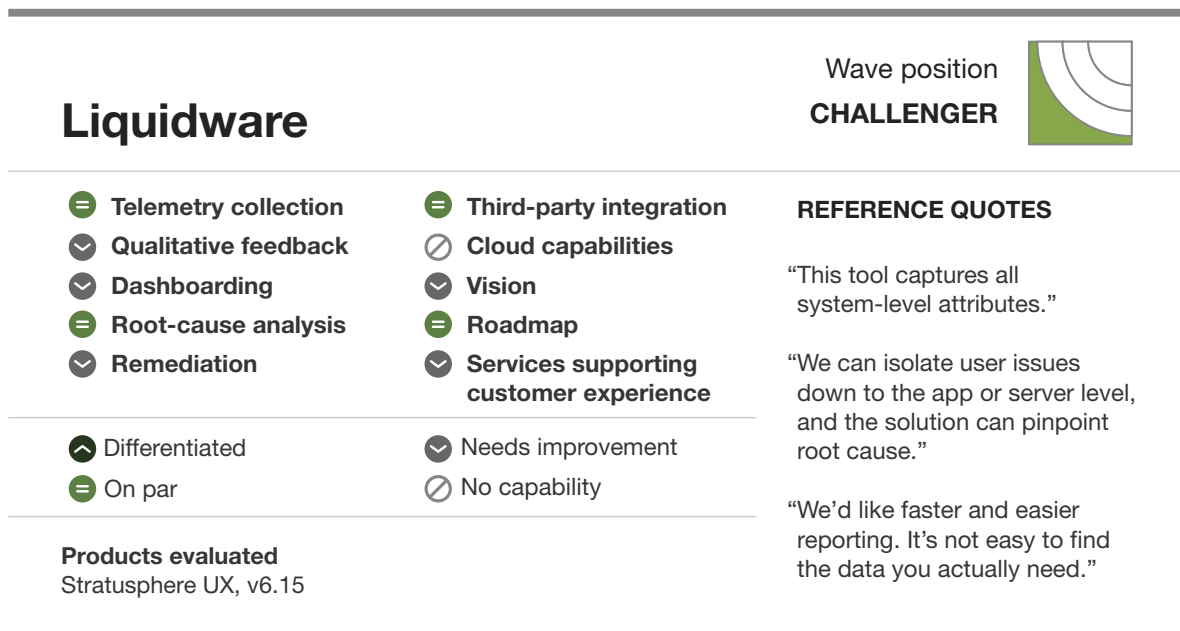 Liquidware
Wave position
CHALLENGER
Telemetry collection
Qualitative feedback
Dashboarding
Root-cause analysis
Remediation
Third-party integration
Cloud capabilities
Vision
Roadmap
Services supporting
customer experience
Differentiated
On par
Needs improvement
No capability
Products evaluated
Stratusphere UX, v6.15
REFERENCE QUOTES
“This tool captures all
system-level attributes.”
“We can isolate user issues
down to the app or server level,
and the solution can pinpoint
root cause.”
“We’d like faster and easier
reporting. It’s not easy to find
the data you actually need.”